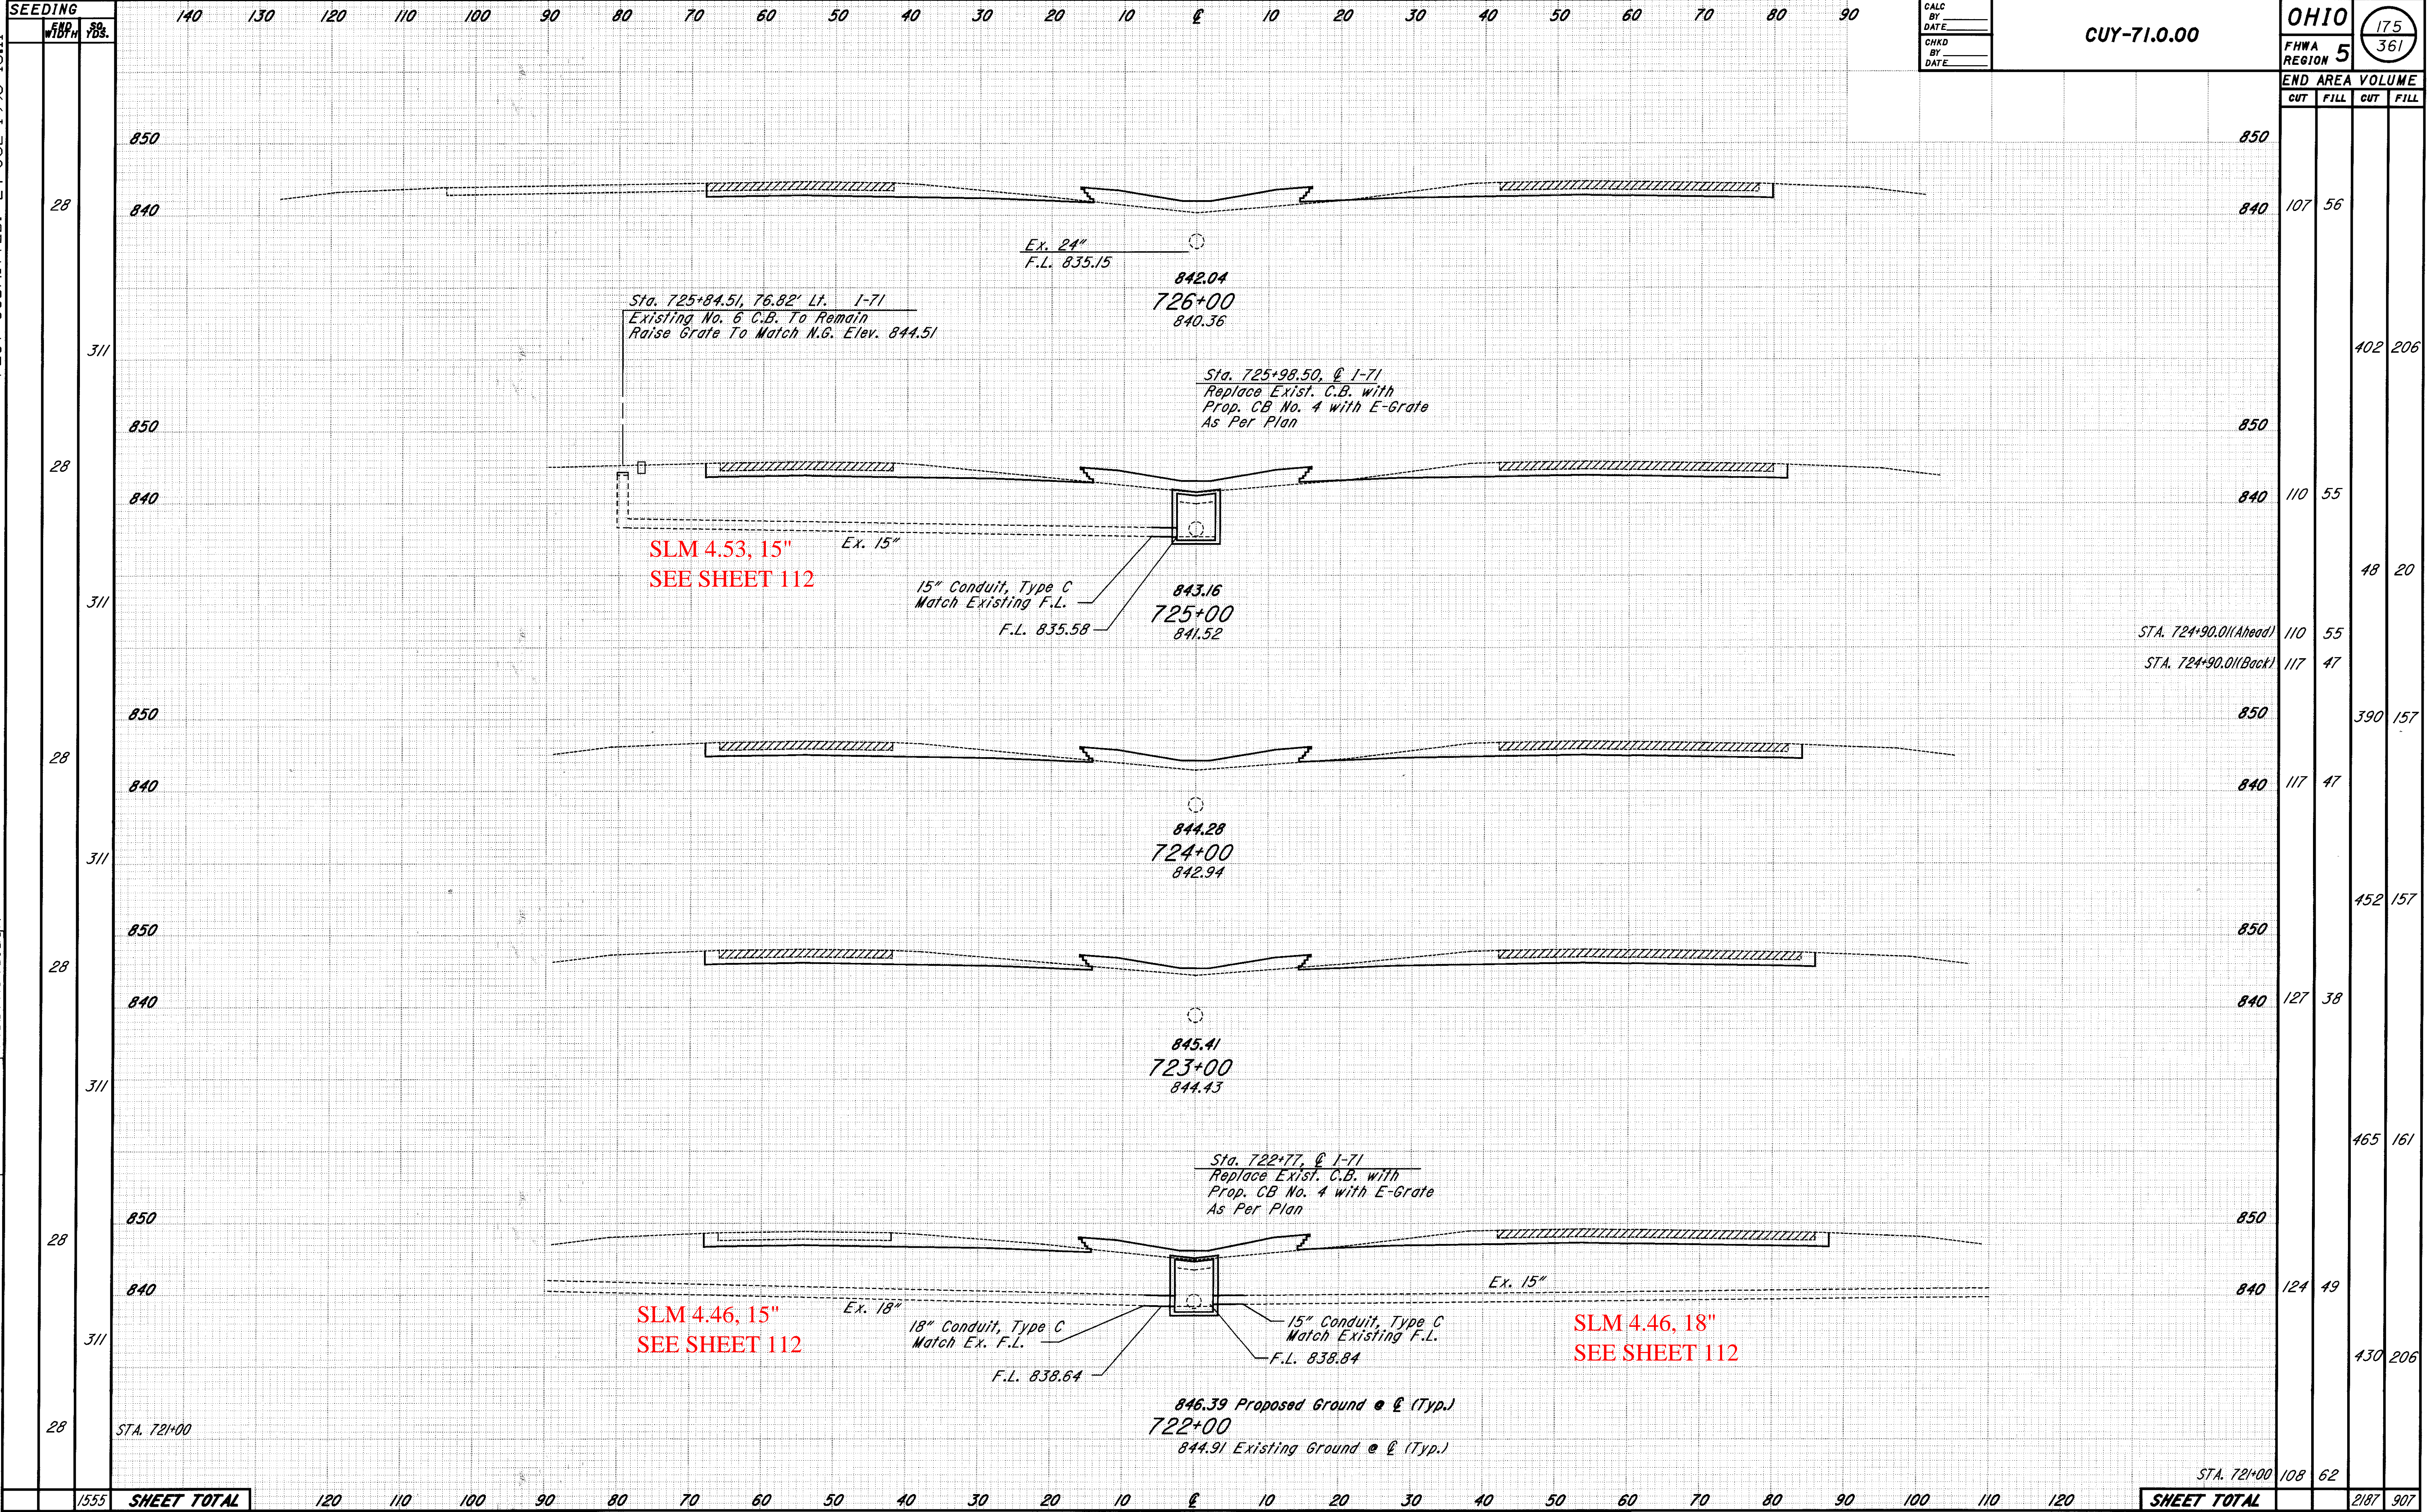 SEEDING
END WIDTH
SQ. YDS.
140 130 120 110 100 90 80 70 60 50 40 30 20 10 ℄ 10 20 30 40 50 60 70 80 90
CALC
BY
DATE
CHKD
BY
DATE
CUY-71.0.00
OHIO
FHWA REGION 5
175
361
END AREA VOLUME
CUT FILL CUT FILL
850 850
28 840 840 107 56
Ex. 24"
F.L. 835.15
842.04
726+00
840.36
Sta. 725+84.51, 76.82' Lt. I-71
Existing No. 6 C.B. To Remain
Raise Grate To Match N.G. Elev. 844.51
311 402 206
Sta. 725+98.50, ℄ I-71
Replace Exist. C.B. with
Prop. CB No. 4 with E-Grate
As Per Plan
850 850
28
840 840 110 55
SLM 4.53, 15"
SEE SHEET 112
Ex. 15"
15" Conduit, Type C
Match Existing F.L.
F.L. 835.58
843.16
725+00
841.52
48 20
311
STA. 724+90.01(Ahead) 110 55
STA. 724+90.01(Back) 117 47
850 850 390 157
28
840 840 117 47
844.28
724+00
842.94
311
452 157
850 850
28
840 840 127 38
845.41
723+00
844.43
311
465 161
Sta. 722+77, ℄ I-71
Replace Exist. C.B. with
Prop. CB No. 4 with E-Grate
As Per Plan
850 850
28
840 840 124 49
Ex. 15"
Ex. 18"
SLM 4.46, 15"
SEE SHEET 112
18" Conduit, Type C
Match Ex. F.L.
F.L. 838.64
15" Conduit, Type C
Match Existing F.L.
F.L. 838.84
SLM 4.46, 18"
SEE SHEET 112
311
430 206
846.39 Proposed Ground @ ℄ (Typ.)
722+00
844.91 Existing Ground @ ℄ (Typ.)
28 STA. 721+00
STA. 721+00 108 62
1555 SHEET TOTAL 120 110 100 90 80 70 60 50 40 30 20 10 ℄ 10 20 30 40 50 60 70 80 90 100 110 120 SHEET TOTAL 2187 907